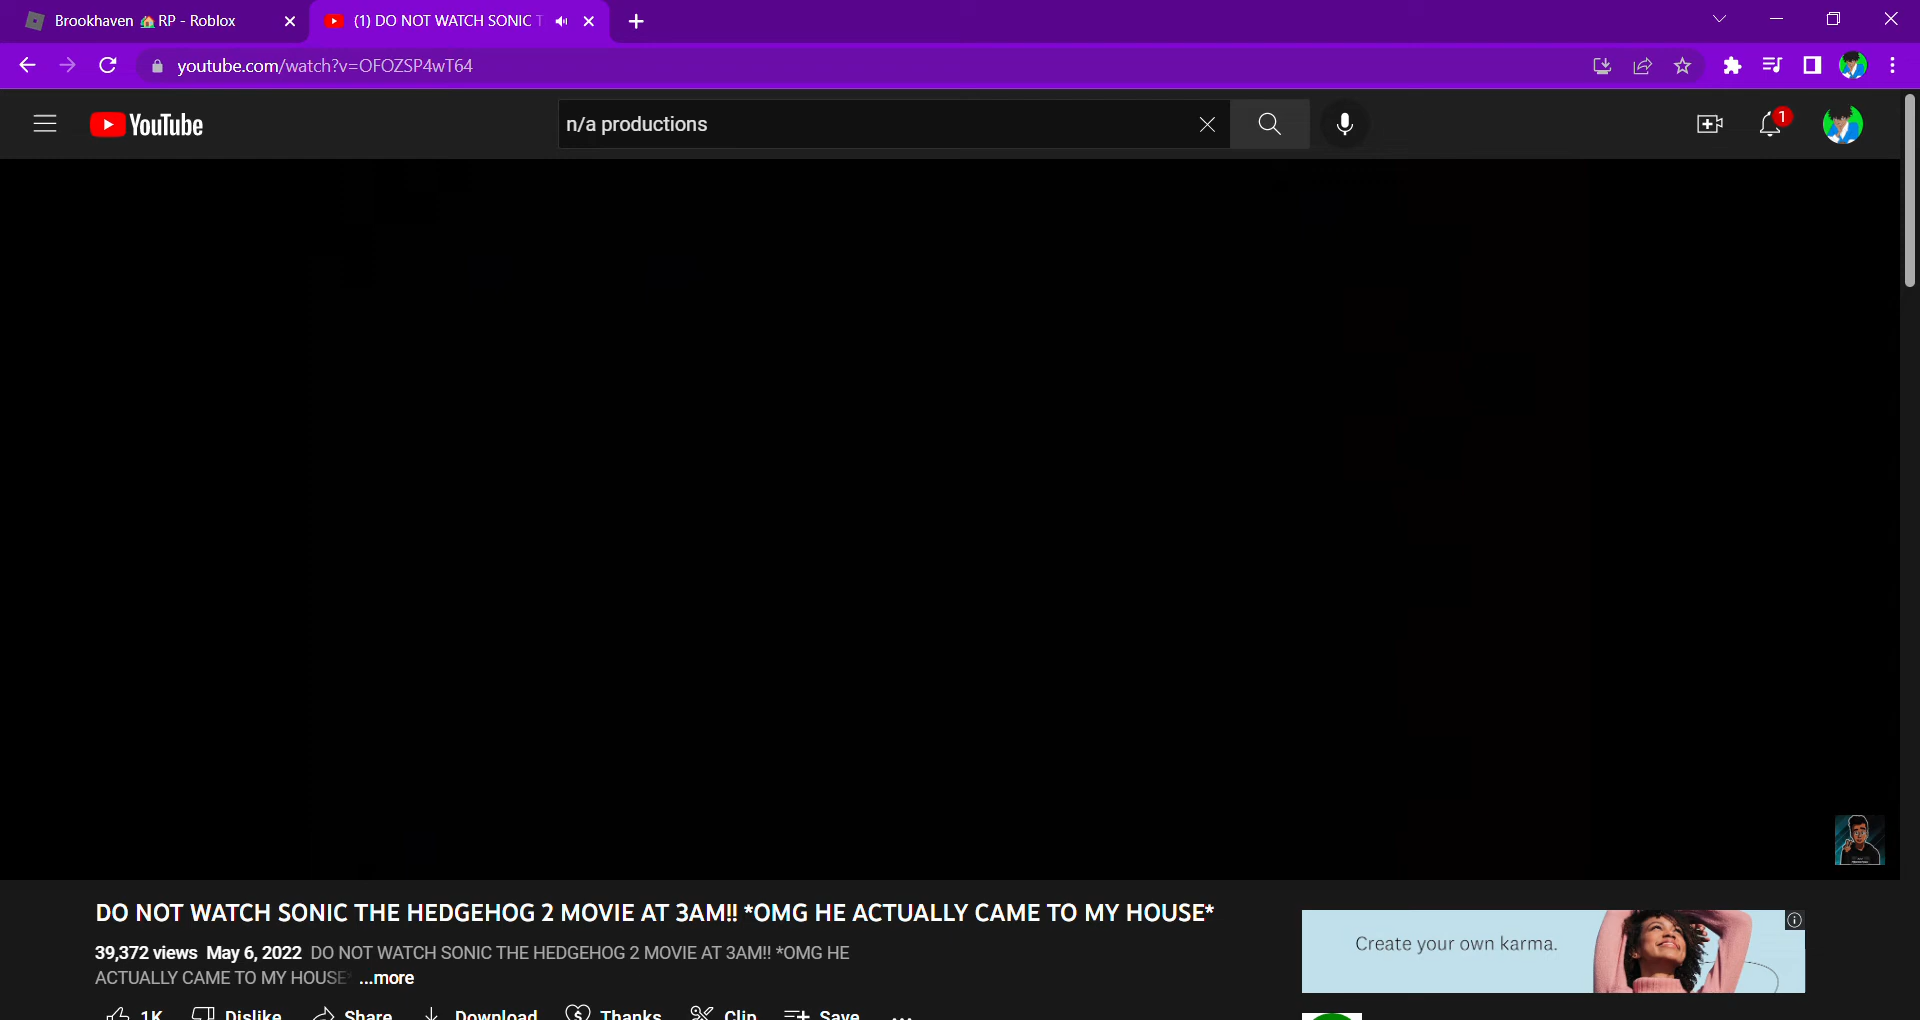 Brookhaven 🏠 RP - Roblox
(1) DO NOT WATCH SONIC T
youtube.com/watch?v=OFOZSP4wT64
YouTube
n/a productions
1
DO NOT WATCH SONIC THE HEDGEHOG 2 MOVIE AT 3AM!! *OMG HE ACTUALLY CAME TO MY HOUSE*
39,372 views May 6, 2022 DO NOT WATCH SONIC THE HEDGEHOG 2 MOVIE AT 3AM!! *OMG HE
ACTUALLY CAME TO MY HOUSE* ...more
Create your own karma.
1K Dislike Share Download Thanks Clip Save ...